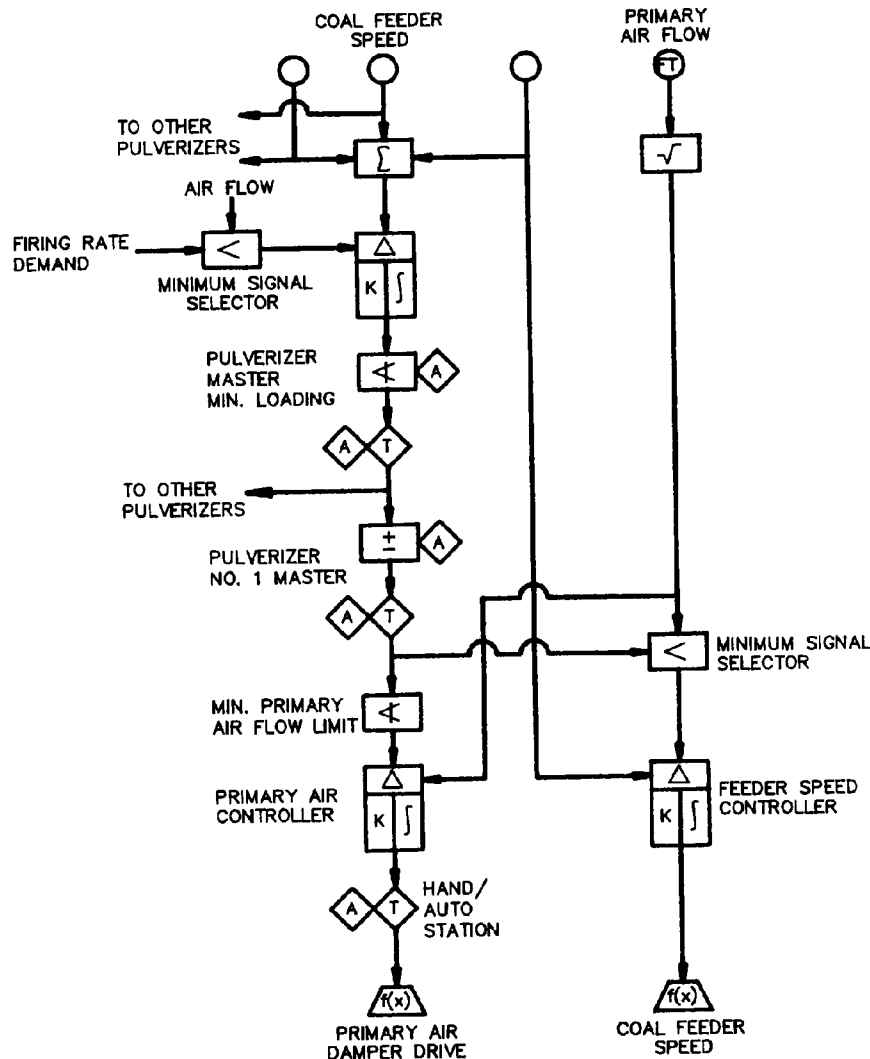 COAL FEEDER
SPEED
PRIMARY
AIR FLOW
FT
TO OTHER
PULVERIZERS
Σ
√
AIR FLOW
FIRING RATE
DEMAND
<
MINIMUM SIGNAL
SELECTOR
△
K ∫
PULVERIZER
MASTER
MIN. LOADING
≮ A
A T
TO OTHER
PULVERIZERS
± A
PULVERIZER
NO. 1 MASTER
A T
<
MINIMUM SIGNAL
SELECTOR
MIN. PRIMARY
AIR FLOW LIMIT
≮
PRIMARY AIR
CONTROLLER
△
K ∫
△
K ∫
FEEDER SPEED
CONTROLLER
A T
HAND/
AUTO
STATION
f(x)
PRIMARY AIR
DAMPER DRIVE
f(x)
COAL FEEDER
SPEED